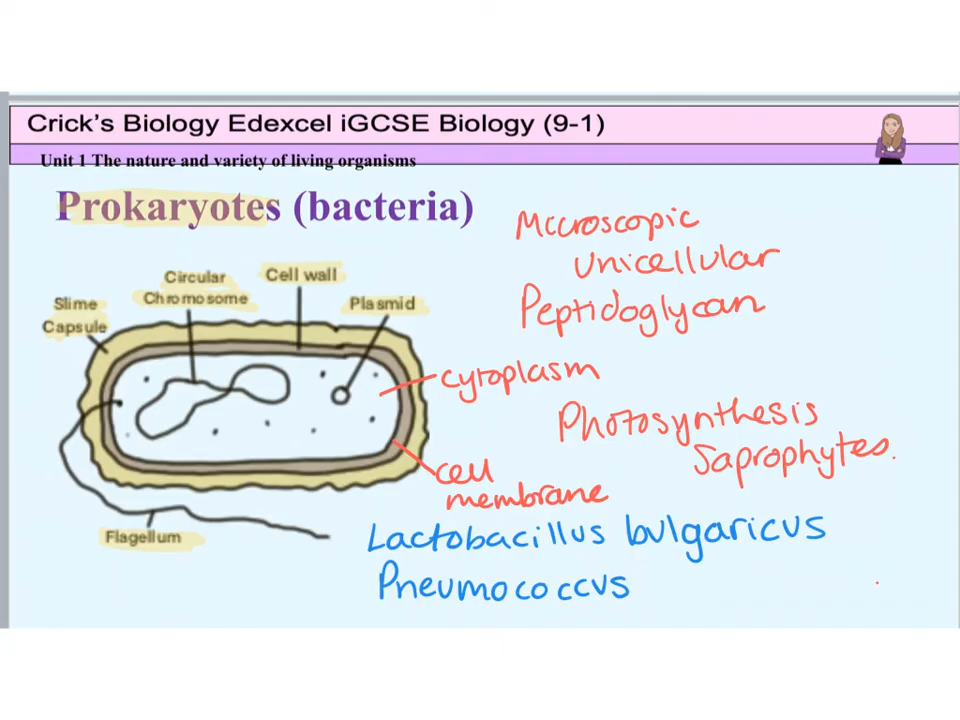 Crick's Biology Edexcel iGCSE Biology (9-1)
Unit 1 The nature and variety of living organisms
Prokaryotes (bacteria)
Microscopic
Unicellular
Peptidoglycan
Circular
Chromosome
Cell wall
Slime
Capsule
Plasmid
cytoplasm
Photosynthesis
Saprophytes.
cell
membrane
Flagellum
Lactobacillus bulgaricus
Pneumococcus